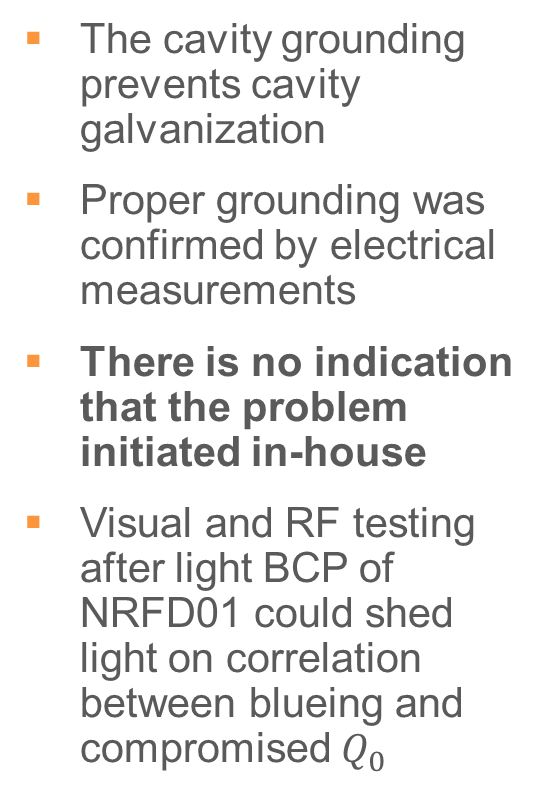 ▪ The cavity grounding
prevents cavity
galvanization
▪ Proper grounding was
confirmed by electrical
measurements
▪ There is no indication
that the problem
initiated in-house
▪ Visual and RF testing
after light BCP of
NRFD01 could shed
light on correlation
between blueing and
compromised Q₀